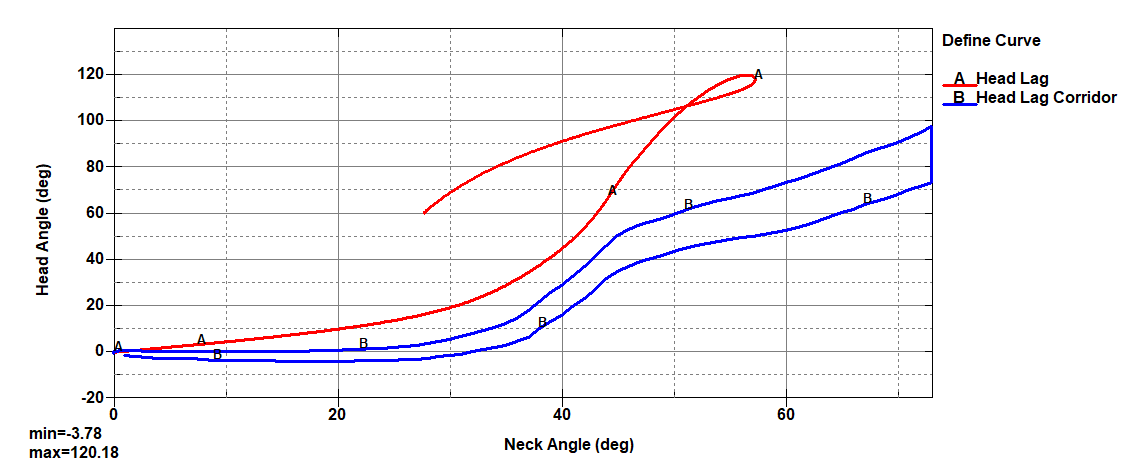 Define Curve
A Head Lag
B Head Lag Corridor
120
100
80
60
40
20
0
-20
Head Angle (deg)
A
A
A
A
B
B
B
B
B
0
20
40
60
Neck Angle (deg)
min=-3.78
max=120.18